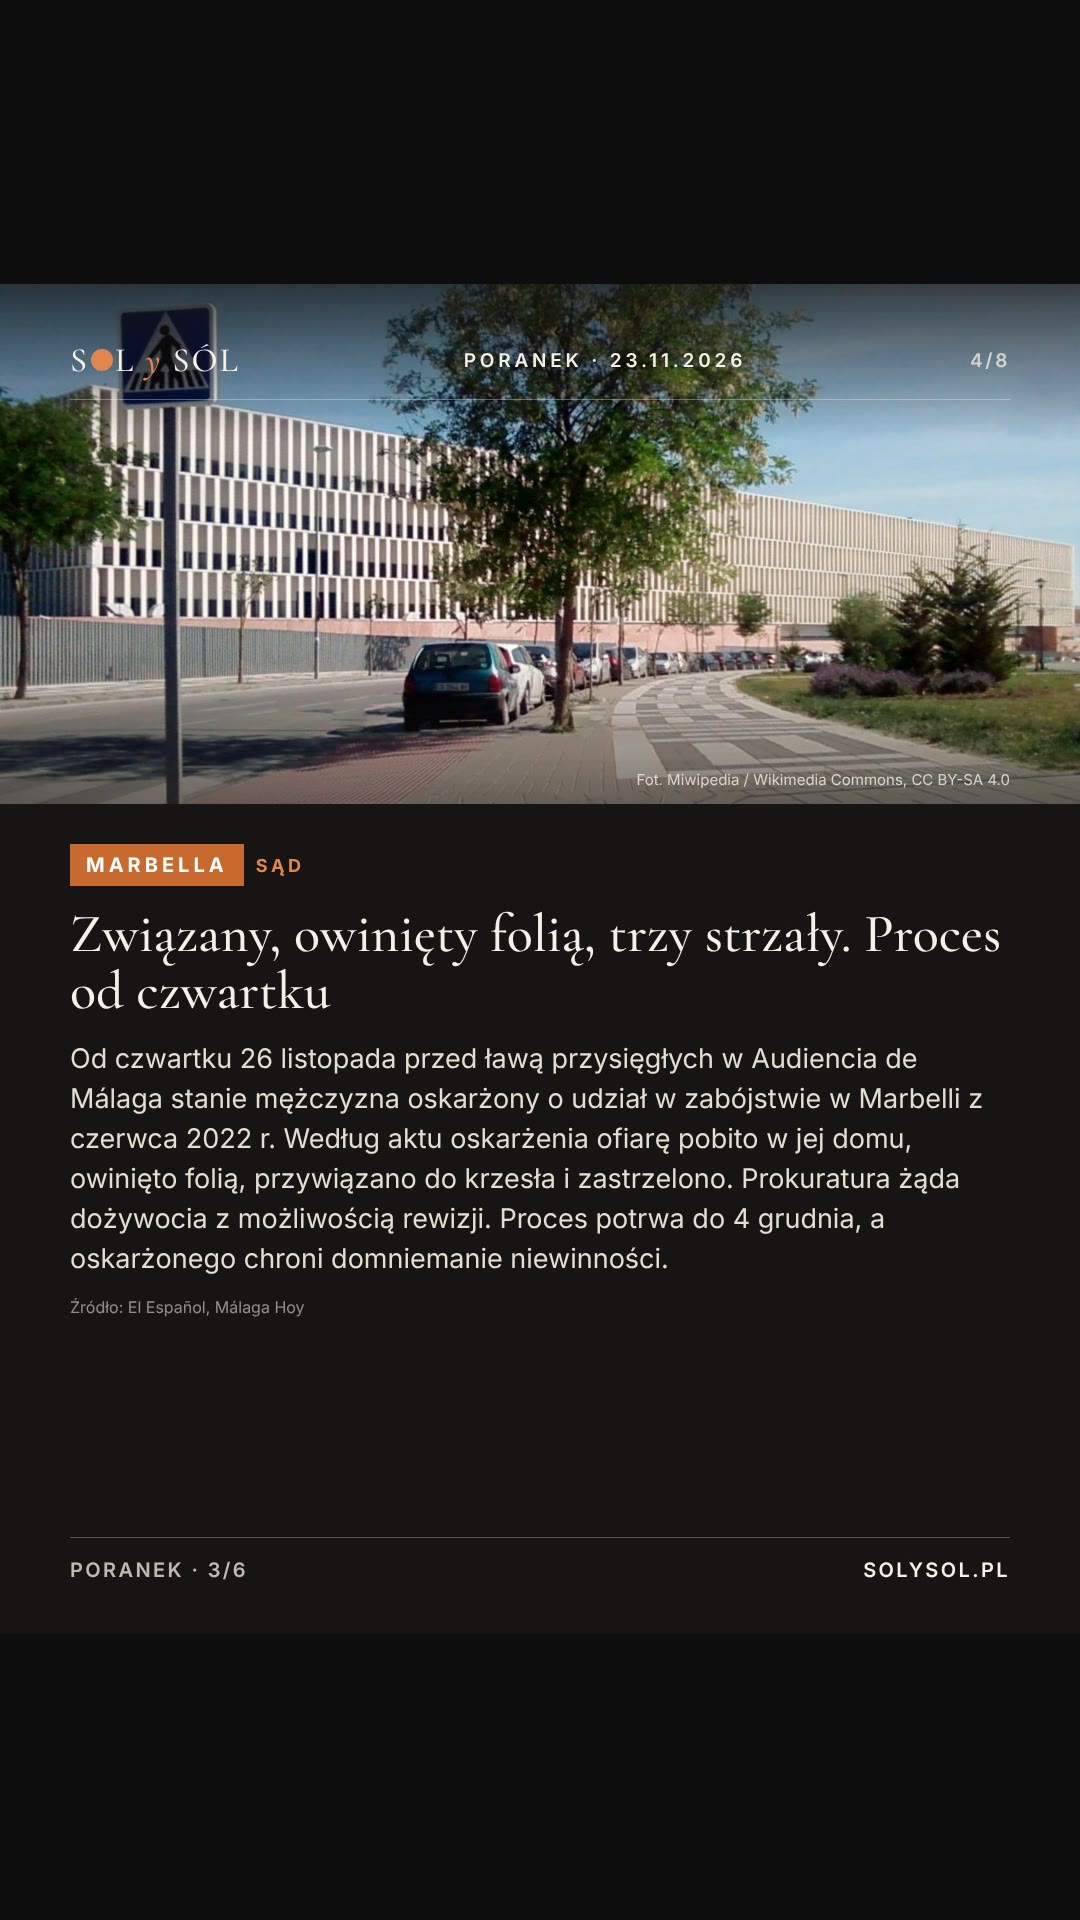 SOL y SÓL
PORANEK · 23.11.2026
4/8
Fot. Miwipedia / Wikimedia Commons, CC BY-SA 4.0
MARBELLA SĄD
Związany, owinięty folią, trzy strzały. Proces
od czwartku
Od czwartku 26 listopada przed ławą przysięgłych w Audiencia de
Málaga stanie mężczyzna oskarżony o udział w zabójstwie w Marbelli z
czerwca 2022 r. Według aktu oskarżenia ofiarę pobito w jej domu,
owinięto folią, przywiązano do krzesła i zastrzelono. Prokuratura żąda
dożywocia z możliwością rewizji. Proces potrwa do 4 grudnia, a
oskarżonego chroni domniemanie niewinności.
Źródło: El Español, Málaga Hoy
PORANEK · 3/6
SOLYSOL.PL